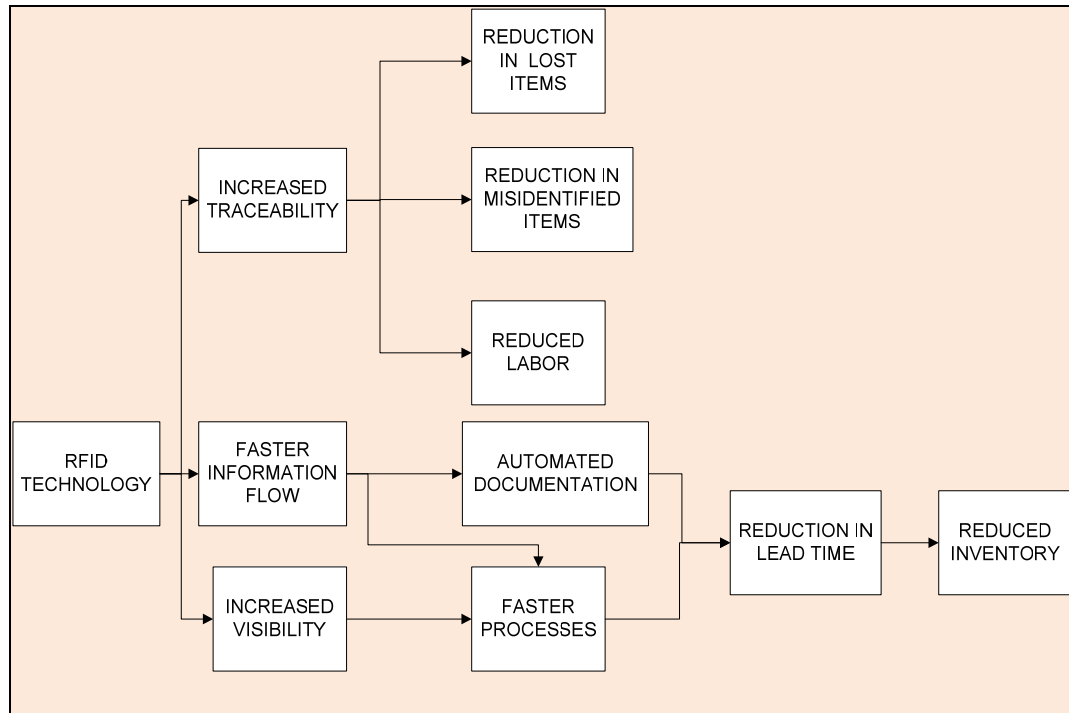 REDUCTION
IN LOST
ITEMS
INCREASED
TRACEABILITY
REDUCTION IN
MISIDENTIFIED
ITEMS
REDUCED
LABOR
RFID
TECHNOLOGY
FASTER
INFORMATION
FLOW
AUTOMATED
DOCUMENTATION
REDUCTION IN
LEAD TIME
REDUCED
INVENTORY
INCREASED
VISIBILITY
FASTER
PROCESSES